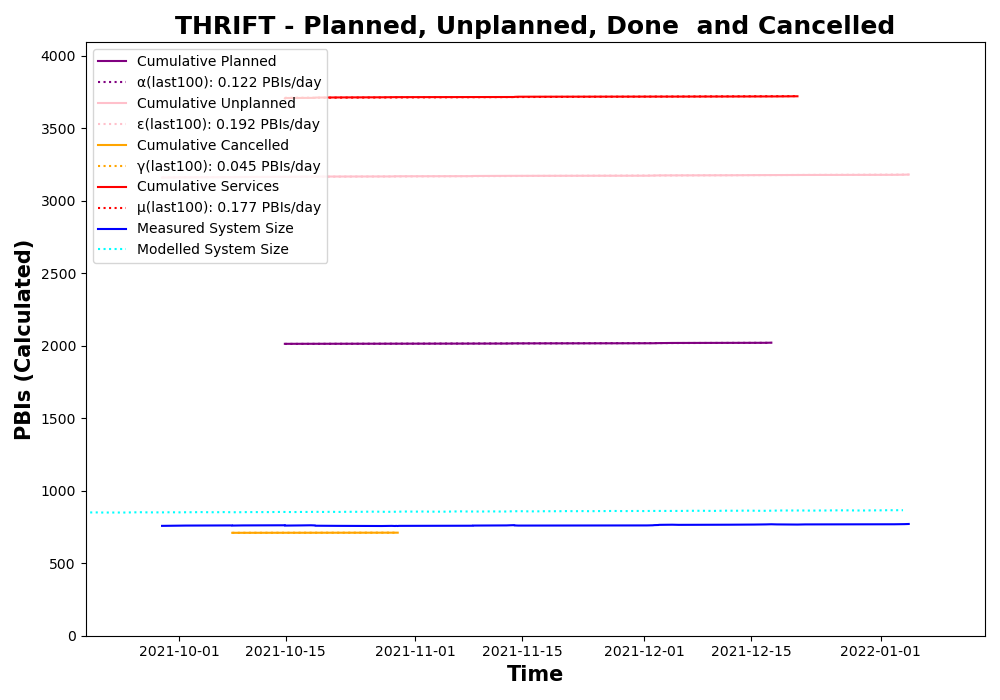 THRIFT - Planned, Unplanned, Done  and Cancelled
PBIs (Calculated)
4000
3500
3000
2500
2000
1500
1000
500
0
Cumulative Planned
α(last100): 0.122 PBIs/day
Cumulative Unplanned
ε(last100): 0.192 PBIs/day
Cumulative Cancelled
γ(last100): 0.045 PBIs/day
Cumulative Services
μ(last100): 0.177 PBIs/day
Measured System Size
Modelled System Size
2021-10-01 2021-10-15 2021-11-01 2021-11-15 2021-12-01 2021-12-15 2022-01-01
Time